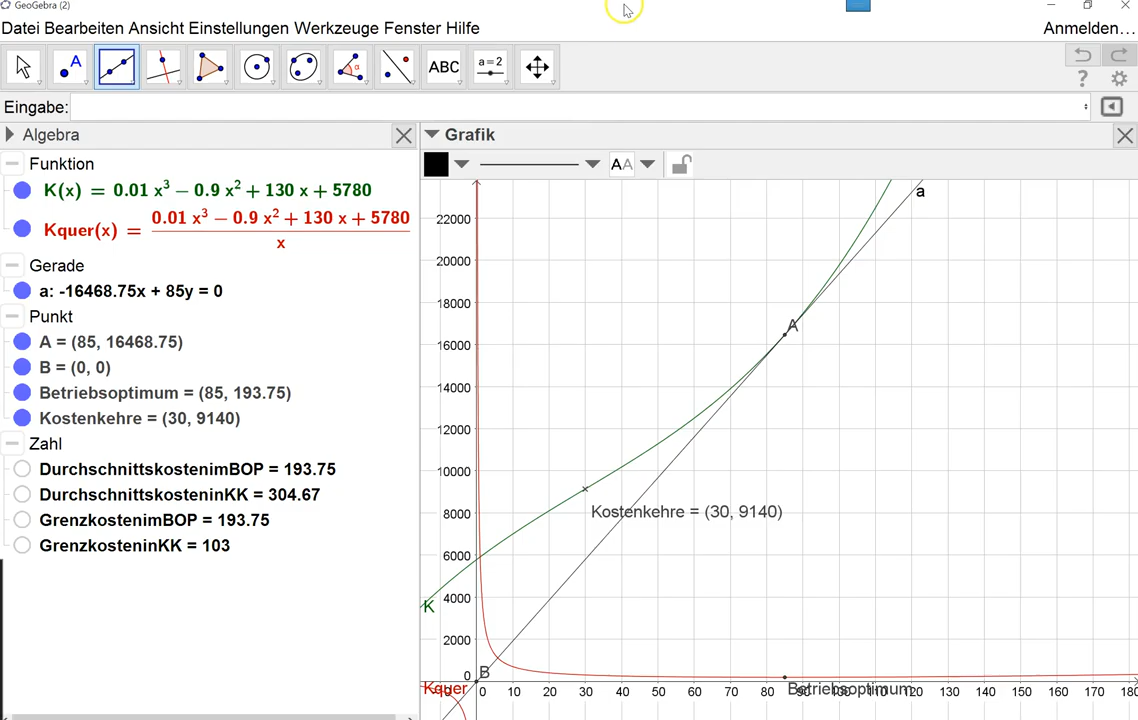 GeoGebra (2)
Datei Bearbeiten Ansicht Einstellungen Werkzeuge Fenster Hilfe
Anmelden…
A
α
ABC
a=2
?
Eingabe:
Algebra
Grafik
AA
Funktion
K(x) = 0.01 x³ − 0.9 x² + 130 x + 5780
Kquer(x) = (0.01 x³ − 0.9 x² + 130 x + 5780) / x
Gerade
a: -16468.75x + 85y = 0
Punkt
A = (85, 16468.75)
B = (0, 0)
Betriebsoptimum = (85, 193.75)
Kostenkehre = (30, 9140)
Zahl
DurchschnittskostenimBOP = 193.75
DurchschnittskosteninKK = 304.67
GrenzkostenimBOP = 193.75
GrenzkosteninKK = 103
a
22000
20000
18000
A
16000
14000
12000
10000
8000
Kostenkehre = (30, 9140)
6000
4000
K
2000
0
B
Kquer
Betriebsoptimum
0 10 20 30 40 50 60 70 80 90 100 110 120 130 140 150 160 170 180